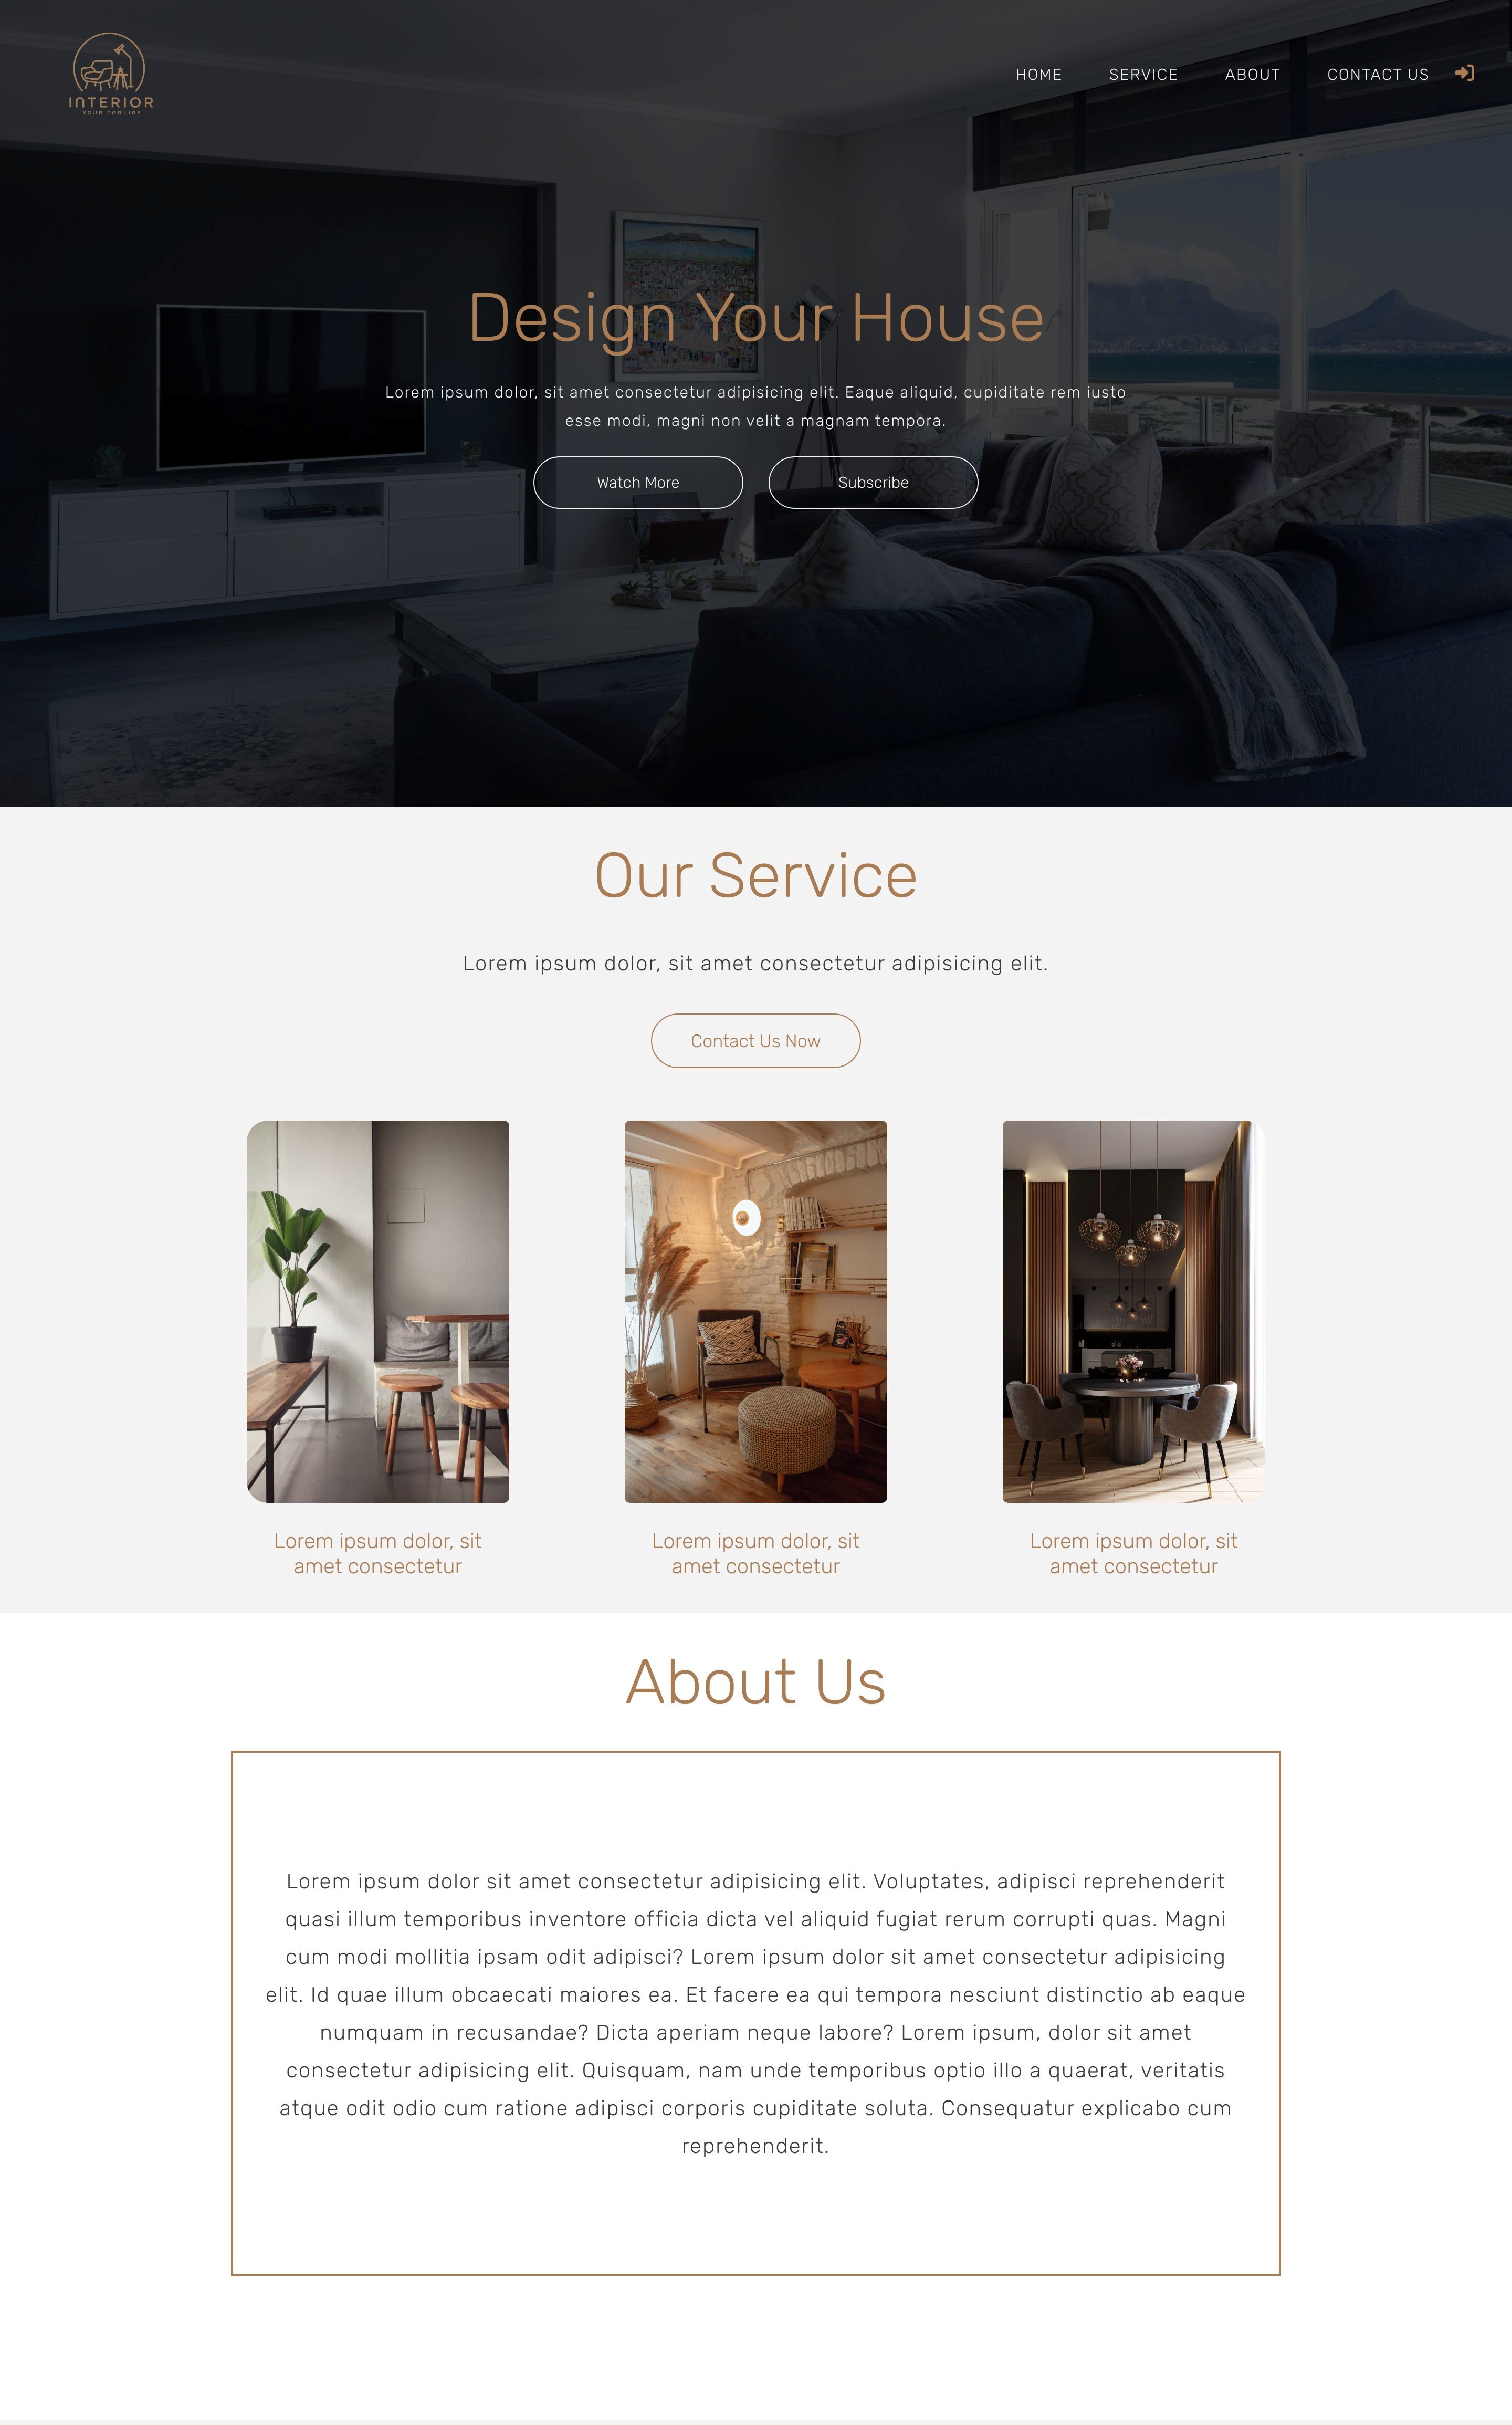 INTERIOR
YOUR TAGLINE
HOME
SERVICE
ABOUT
CONTACT US
Design Your House
Lorem ipsum dolor, sit amet consectetur adipisicing elit. Eaque aliquid, cupiditate rem iusto
esse modi, magni non velit a magnam tempora.
Watch More
Subscribe
Our Service
Lorem ipsum dolor, sit amet consectetur adipisicing elit.
Contact Us Now
Lorem ipsum dolor, sit
amet consectetur
Lorem ipsum dolor, sit
amet consectetur
Lorem ipsum dolor, sit
amet consectetur
About Us
Lorem ipsum dolor sit amet consectetur adipisicing elit. Voluptates, adipisci reprehenderit
quasi illum temporibus inventore officia dicta vel aliquid fugiat rerum corrupti quas. Magni
cum modi mollitia ipsam odit adipisci? Lorem ipsum dolor sit amet consectetur adipisicing
elit. Id quae illum obcaecati maiores ea. Et facere ea qui tempora nesciunt distinctio ab eaque
numquam in recusandae? Dicta aperiam neque labore? Lorem ipsum, dolor sit amet
consectetur adipisicing elit. Quisquam, nam unde temporibus optio illo a quaerat, veritatis
atque odit odio cum ratione adipisci corporis cupiditate soluta. Consequatur explicabo cum
reprehenderit.